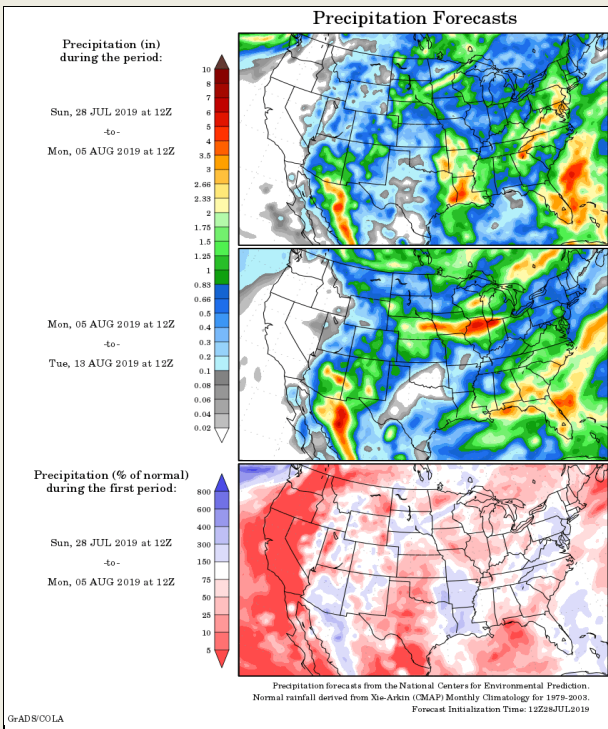 Precipitation Forecasts
Precipitation (in)
during the period:
Sun, 28 JUL 2019 at 12Z
-to-
Mon, 05 AUG 2019 at 12Z
10
8
7
6
5
4
3.5
3
2.66
2.33
2
1.75
1.5
1.25
1
0.83
0.66
0.5
0.4
0.3
0.2
0.1
0.08
0.06
0.04
0.02
Mon, 05 AUG 2019 at 12Z
-to-
Tue, 13 AUG 2019 at 12Z
Precipitation (% of normal)
during the first period:
Sun, 28 JUL 2019 at 12Z
-to-
Mon, 05 AUG 2019 at 12Z
800
600
400
300
150
75
50
25
10
5
Precipitation forecasts from the National Centers for Environmental Prediction.
Normal rainfall derived from Xie-Arkin (CMAP) Monthly Climatology for 1979-2003.
Forecast Initialization Time: 12Z28JUL2019
GrADS/COLA